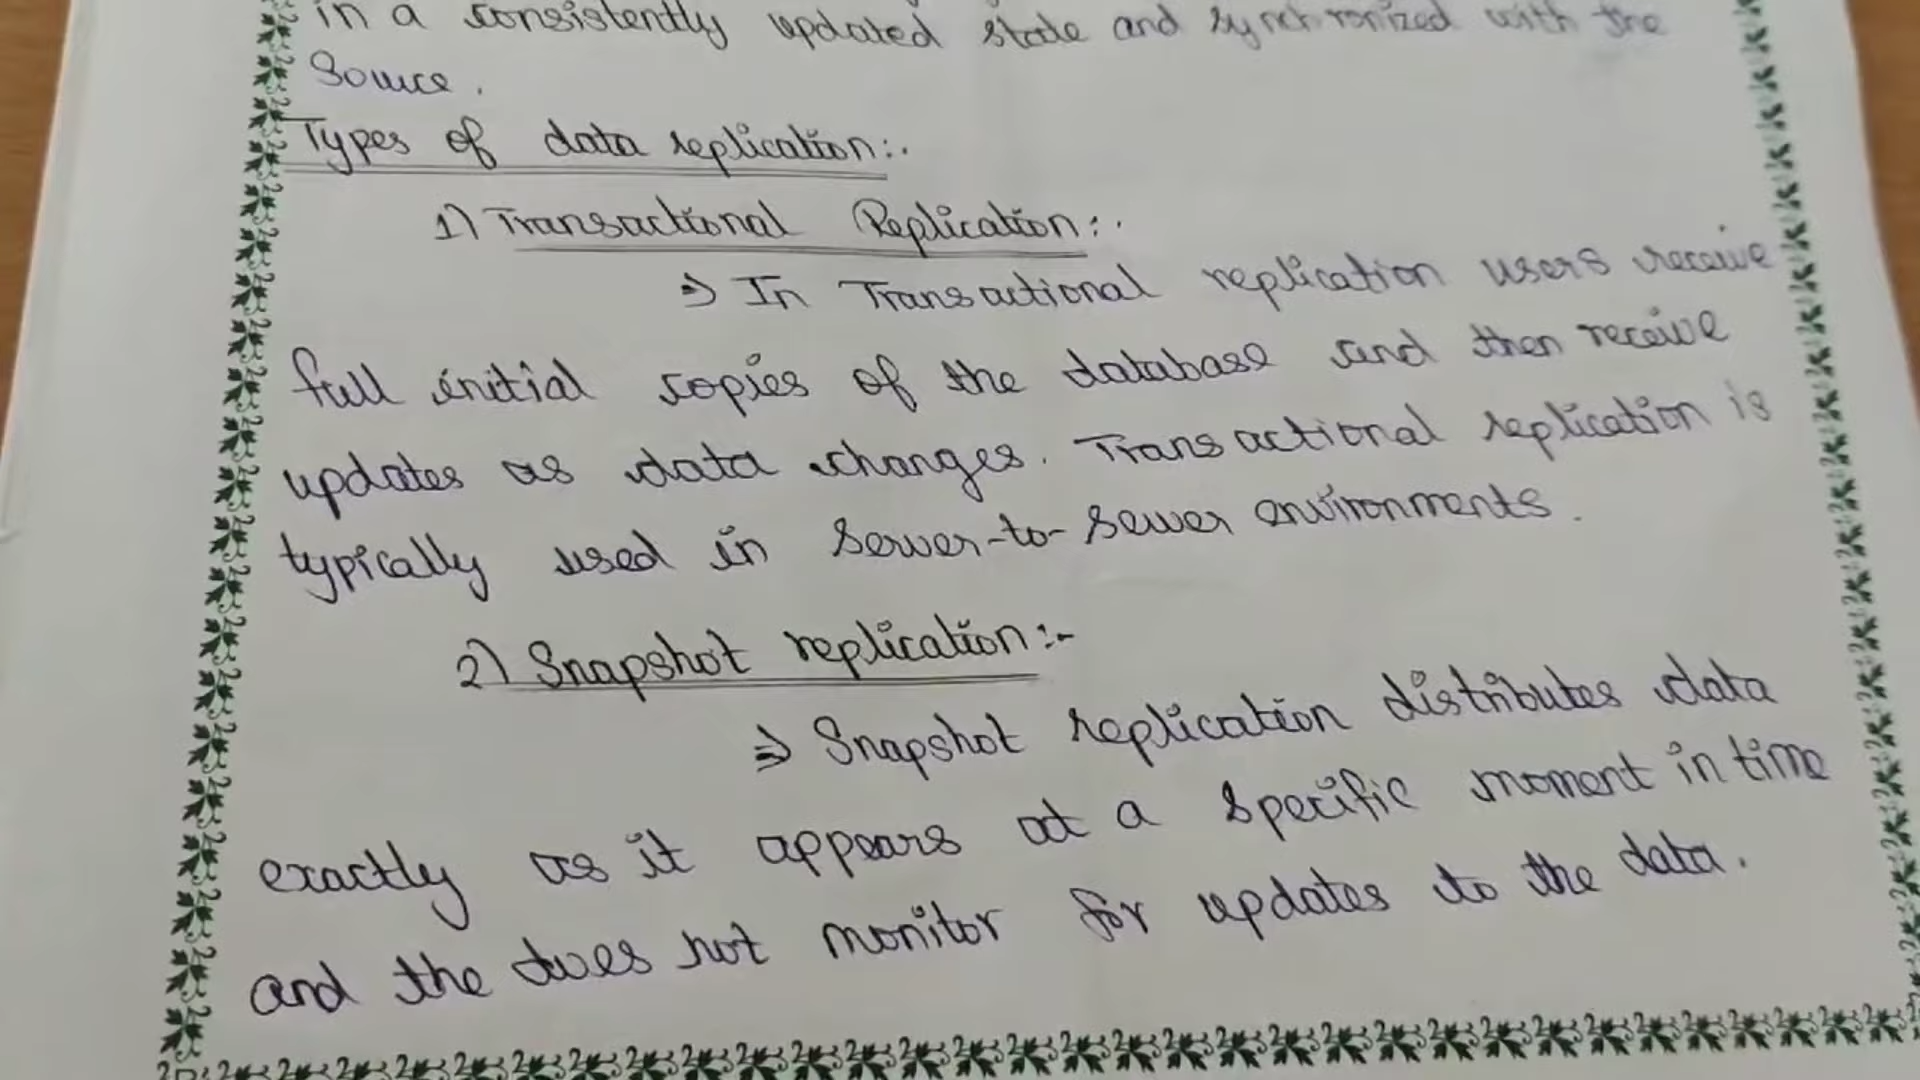 in a consistently updated state and synchronized with the
Source.
Types of data replication:.
1) Transactional Replication:.
⇒ In Transactional replication users receive
full initial copies of the database and then receive
updates as data changes. Transactional replication is
typically used in Server-to-Server environments.
2) Snapshot replication:-
⇒ Snapshot replication distributes data
exactly as it appears at a specific moment in time
and the does not monitor for updates to the data.